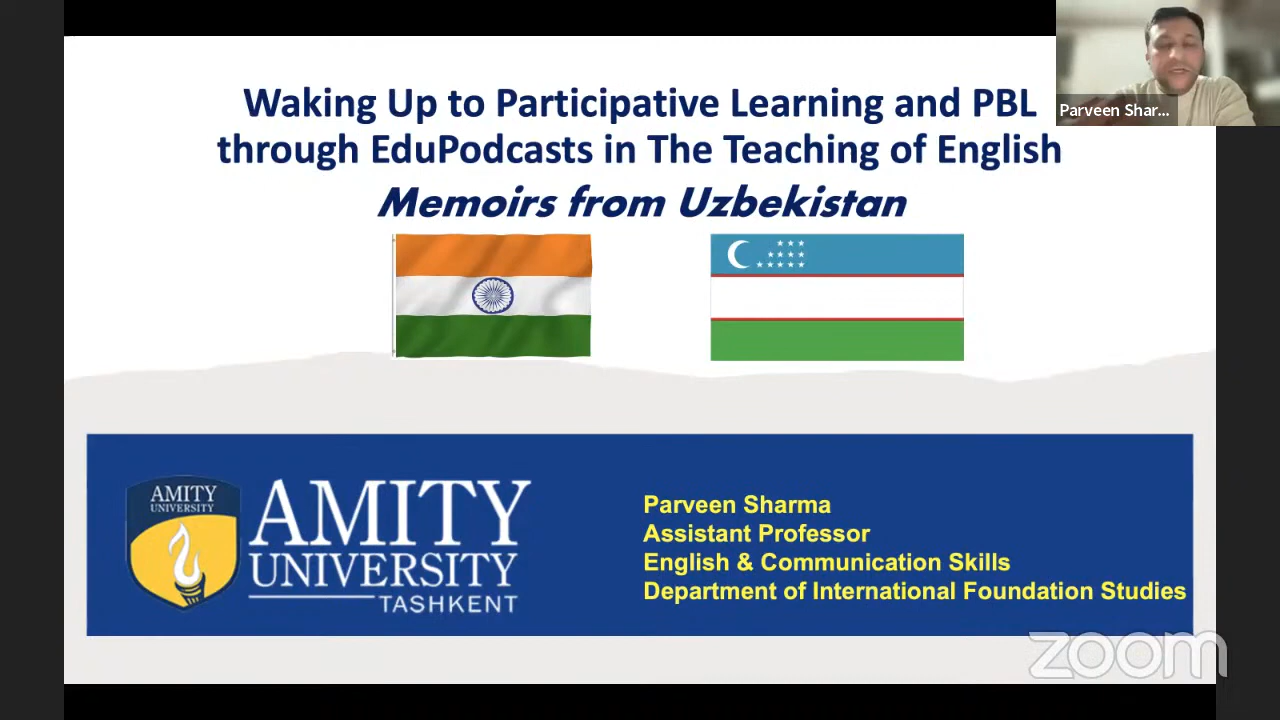 Waking Up to Participative Learning and PBL
through EduPodcasts in The Teaching of English
Memoirs from Uzbekistan
Parveen Shar...
AMITY
UNIVERSITY
AMITY
UNIVERSITY
TASHKENT
Parveen Sharma
Assistant Professor
English & Communication Skills
Department of International Foundation Studies
zoom